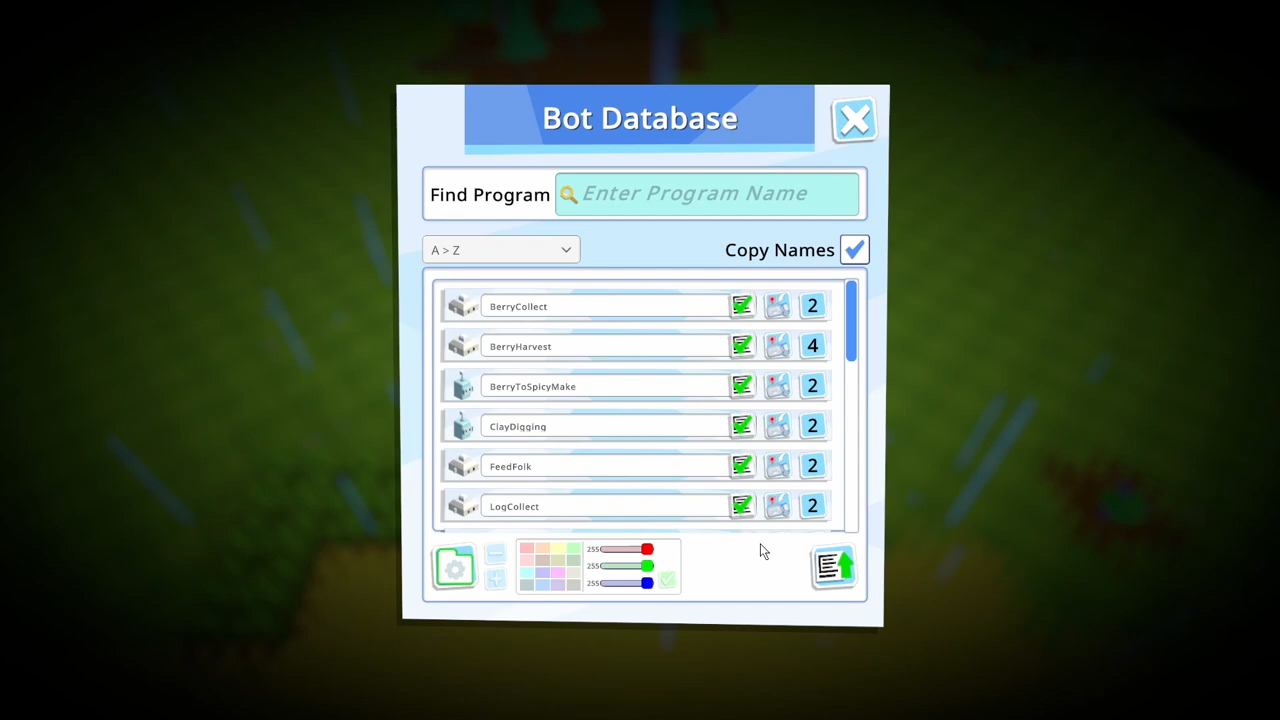 Bot Database
Find Program
Enter Program Name
A > Z
Copy Names
BerryCollect
2
BerryHarvest
4
BerryToSpicyMake
2
ClayDigging
2
FeedFolk
2
LogCollect
2
255
255
255